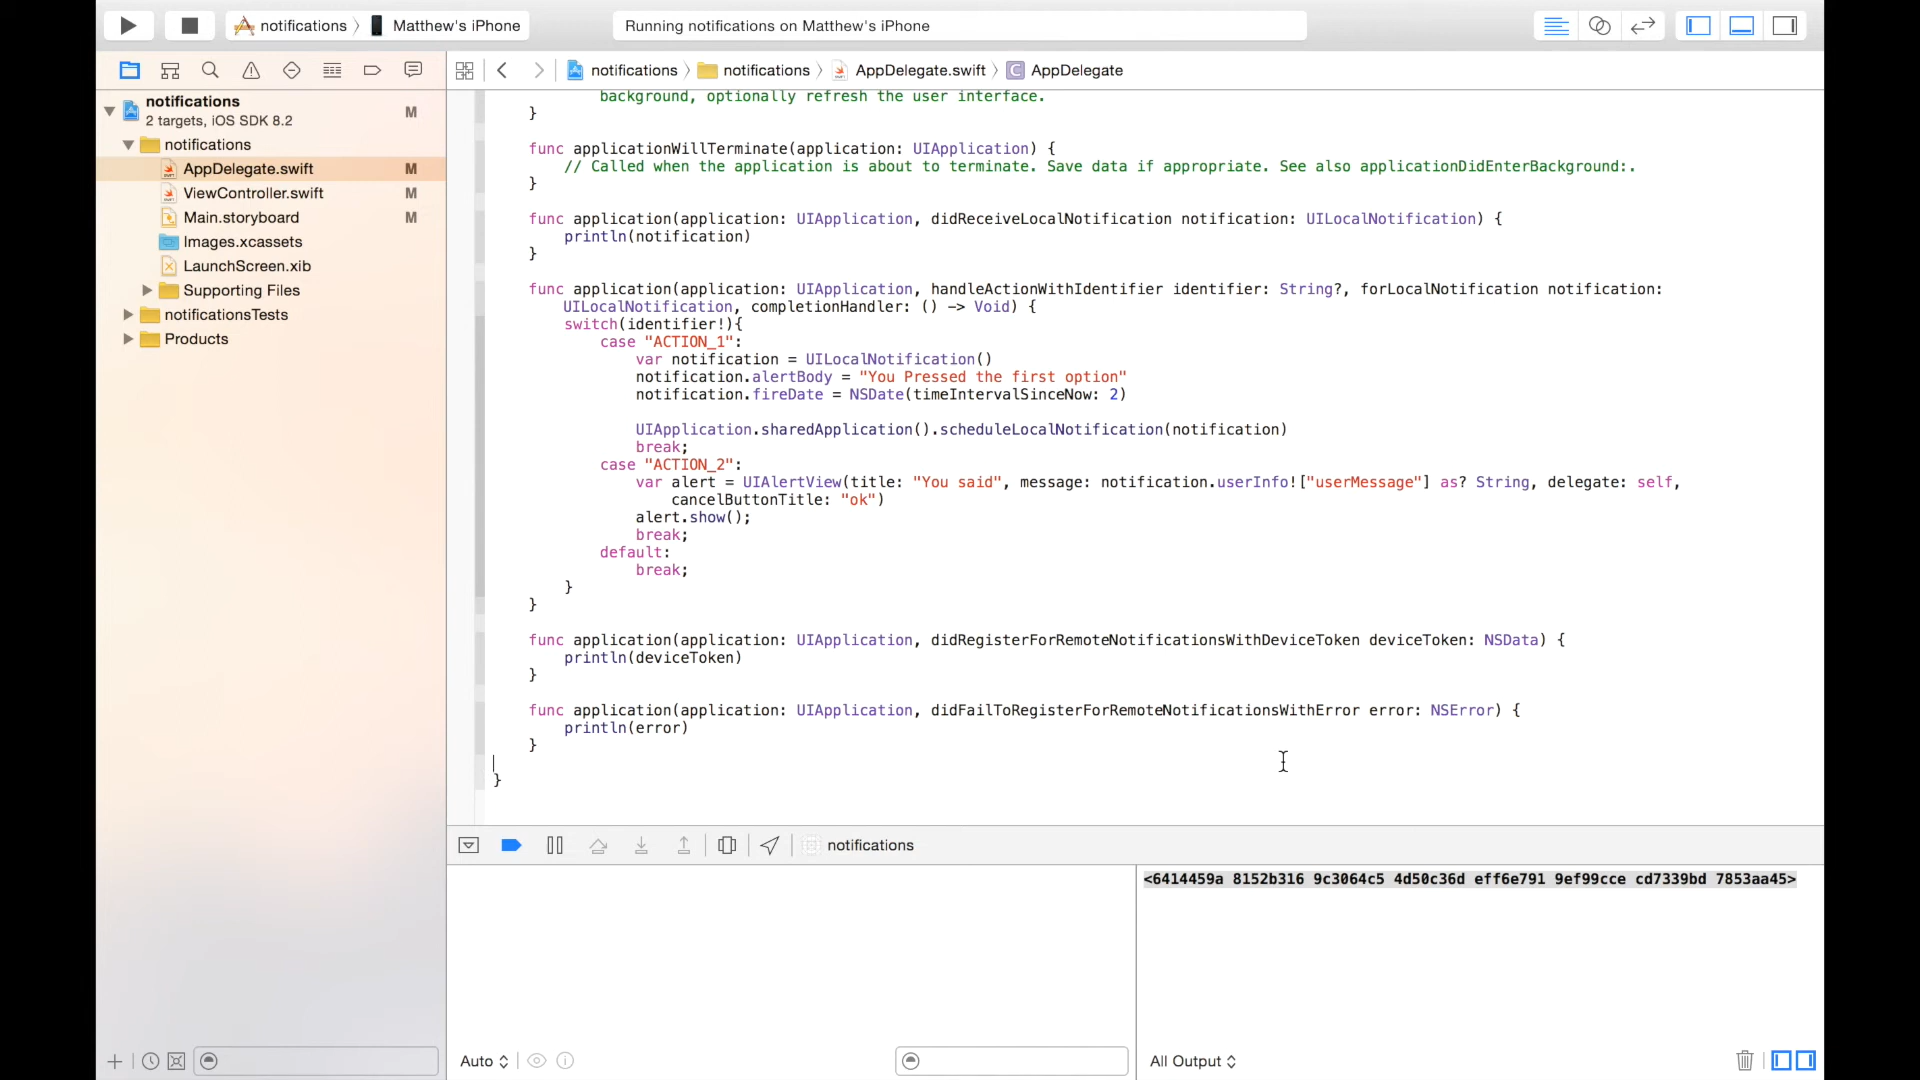 notifications 〉 Matthew's iPhone
Running notifications on Matthew's iPhone
notifications 〉 notifications 〉 AppDelegate.swift 〉 C AppDelegate
notifications
2 targets, iOS SDK 8.2
M
notifications
AppDelegate.swift M
ViewController.swift M
Main.storyboard M
Images.xcassets
LaunchScreen.xib
Supporting Files
notificationsTests
Products
background, optionally refresh the user interface.
}
func applicationWillTerminate(application: UIApplication) {
// Called when the application is about to terminate. Save data if appropriate. See also applicationDidEnterBackground:.
}
func application(application: UIApplication, didReceiveLocalNotification notification: UILocalNotification) {
println(notification)
}
func application(application: UIApplication, handleActionWithIdentifier identifier: String?, forLocalNotification notification:
UILocalNotification, completionHandler: () -> Void) {
switch(identifier!){
case "ACTION_1":
var notification = UILocalNotification()
notification.alertBody = "You Pressed the first option"
notification.fireDate = NSDate(timeIntervalSinceNow: 2)
UIApplication.sharedApplication().scheduleLocalNotification(notification)
break;
case "ACTION_2":
var alert = UIAlertView(title: "You said", message: notification.userInfo!["userMessage"] as? String, delegate: self,
cancelButtonTitle: "ok")
alert.show();
break;
default:
break;
}
}
func application(application: UIApplication, didRegisterForRemoteNotificationsWithDeviceToken deviceToken: NSData) {
println(deviceToken)
}
func application(application: UIApplication, didFailToRegisterForRemoteNotificationsWithError error: NSError) {
println(error)
}
}
notifications
<6414459a 8152b316 9c3064c5 4d50c36d eff6e791 9ef99cce cd7339bd 7853aa45>
Auto
All Output